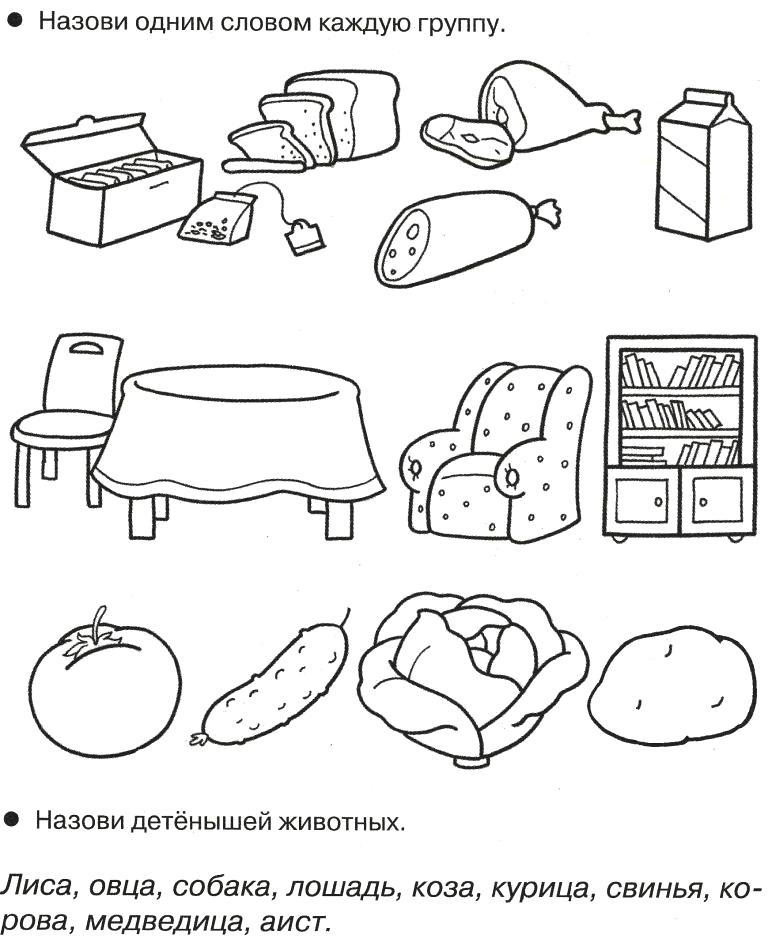 ● Назови одним словом каждую группу.
● Назови детёнышей животных.
Лиса, овца, собака, лошадь, коза, курица, свинья, ко-
рова, медведица, аист.